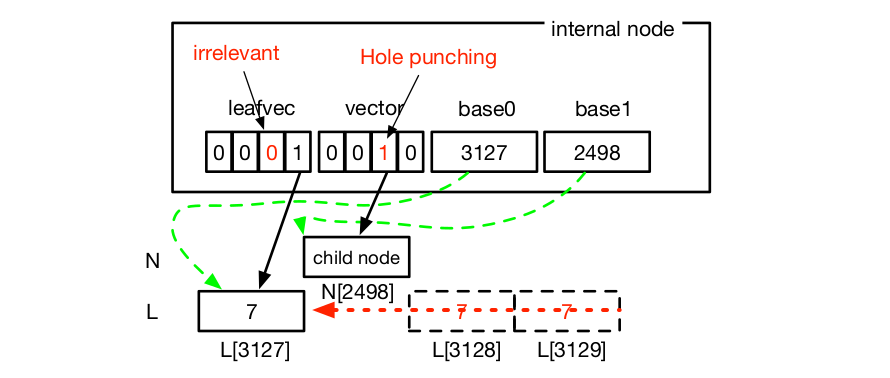 internal node
irrelevant
Hole punching
leafvec vector base0 base1
0 0 0 1 0 0 1 0 3127 2498
N child node
N[2498]
L 7 7 7
L[3127] L[3128] L[3129]